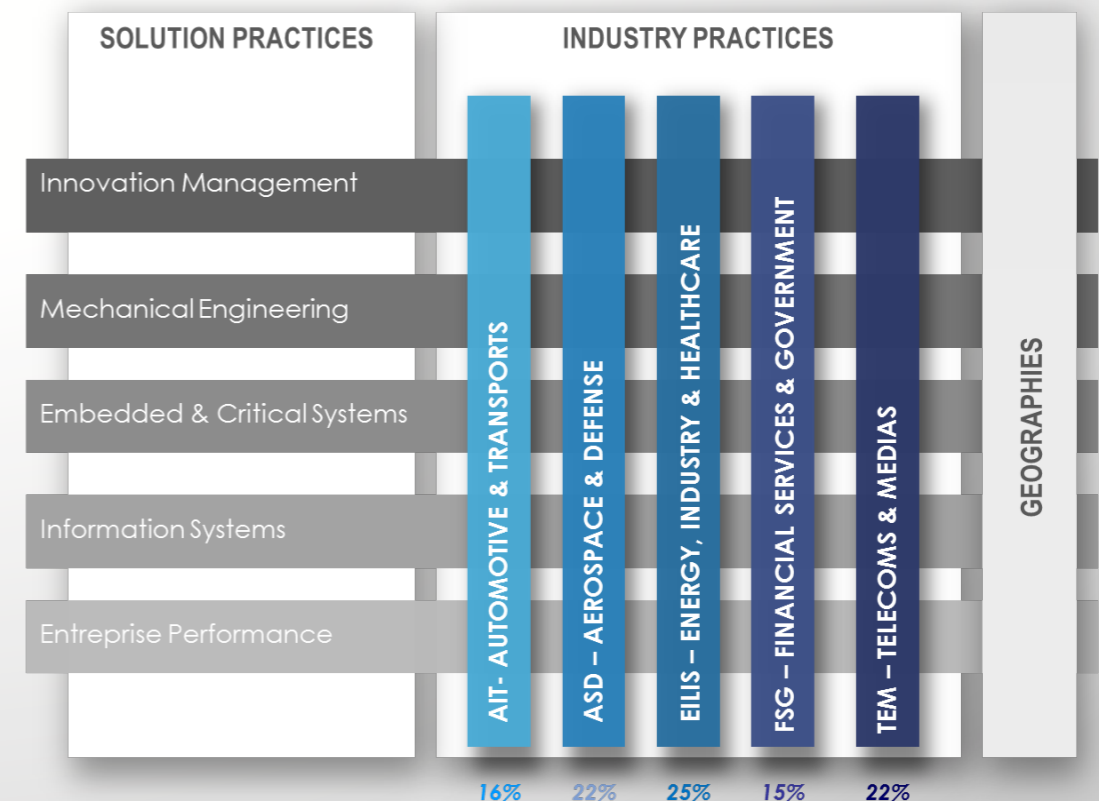 SOLUTION PRACTICES
INDUSTRY PRACTICES
Innovation Management
Mechanical Engineering
Embedded & Critical Systems
Information Systems
Entreprise Performance
AIT- AUTOMOTIVE & TRANSPORTS
ASD – AEROSPACE & DEFENSE
EILIS – ENERGY, INDUSTRY & HEALTHCARE
FSG – FINANCIAL SERVICES & GOVERNMENT
TEM – TELECOMS & MEDIAS
GEOGRAPHIES
16%
22%
25%
15%
22%